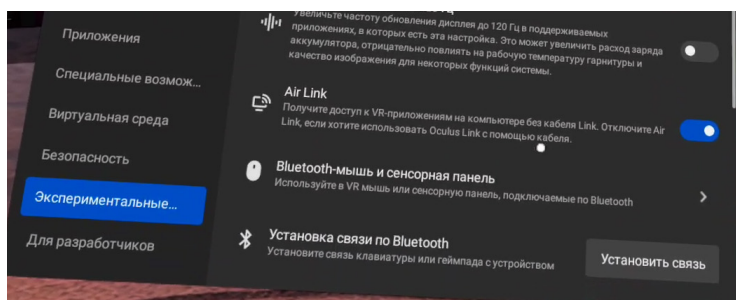 Приложения
Специальные возмож...
Виртуальная среда
Безопасность
Экспериментальные...
Для разработчиков
Увеличьте частоту обновления дисплея до 120 Гц в поддерживаемых
приложениях, в которых есть эта настройка. Это может увеличить расход заряда
аккумулятора, отрицательно повлиять на рабочую температуру гарнитуры и
качество изображения для некоторых функций системы.
Air Link
Получите доступ к VR-приложениям на компьютере без кабеля Link. Отключите Air
Link, если хотите использовать Oculus Link с помощью кабеля.
Bluetooth-мышь и сенсорная панель
Используйте в VR мышь или сенсорную панель, подключаемые по Bluetooth
Установка связи по Bluetooth
Установите связь клавиатуры или геймпада с устройством
Установить связь